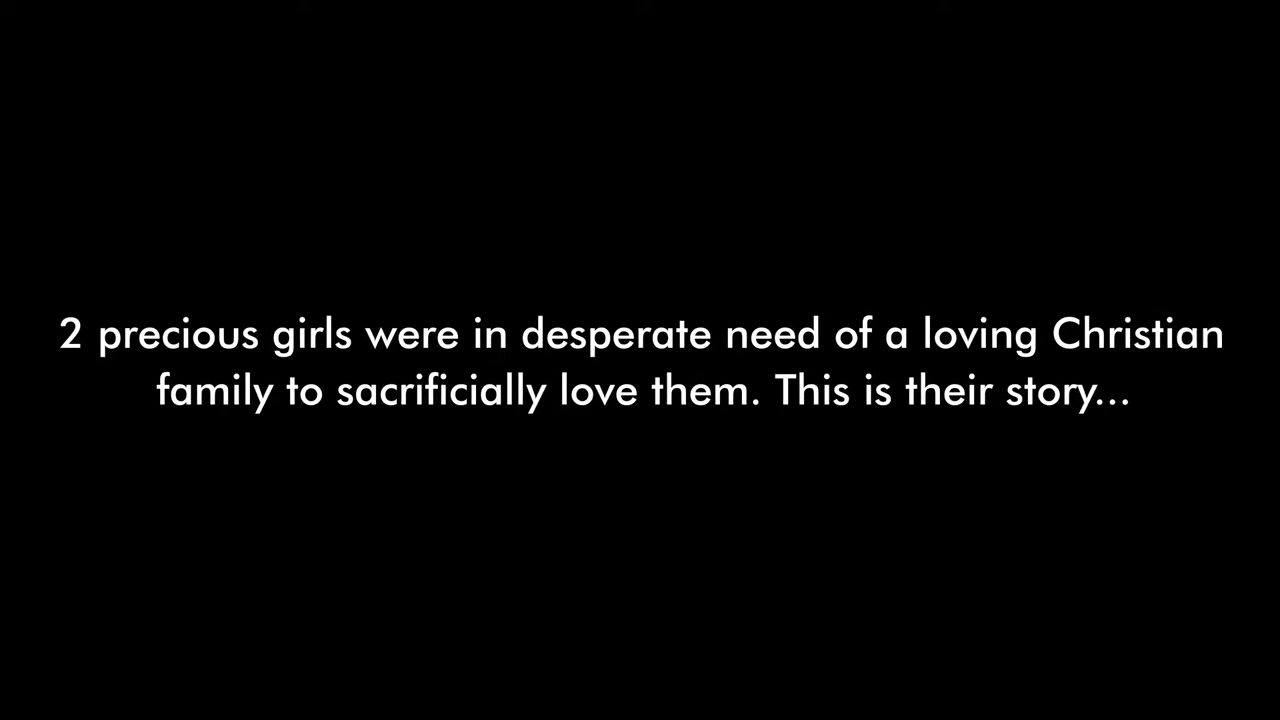 2 precious girls were in desperate need of a loving Christian
family to sacrificially love them. This is their story...